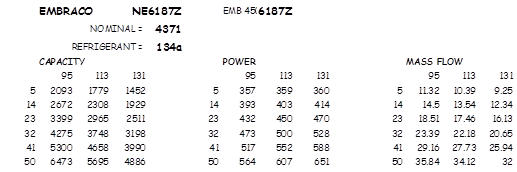 EMBRACO NE6187Z EMB 45 6187Z
NOMINAL = 4371
REFRIGERANT = 134a
CAPACITY POWER MASS FLOW
95 113 131 95 113 131 95 113 131
5 2093 1779 1452 5 357 359 360 5 11.32 10.39 9.25
14 2672 2308 1929 14 393 403 414 14 14.5 13.54 12.34
23 3399 2965 2511 23 432 450 470 23 18.51 17.46 16.13
32 4275 3748 3198 32 473 500 528 32 23.39 22.18 20.65
41 5300 4658 3990 41 517 552 588 41 29.16 27.73 25.94
50 6473 5695 4886 50 564 607 651 50 35.84 34.12 32